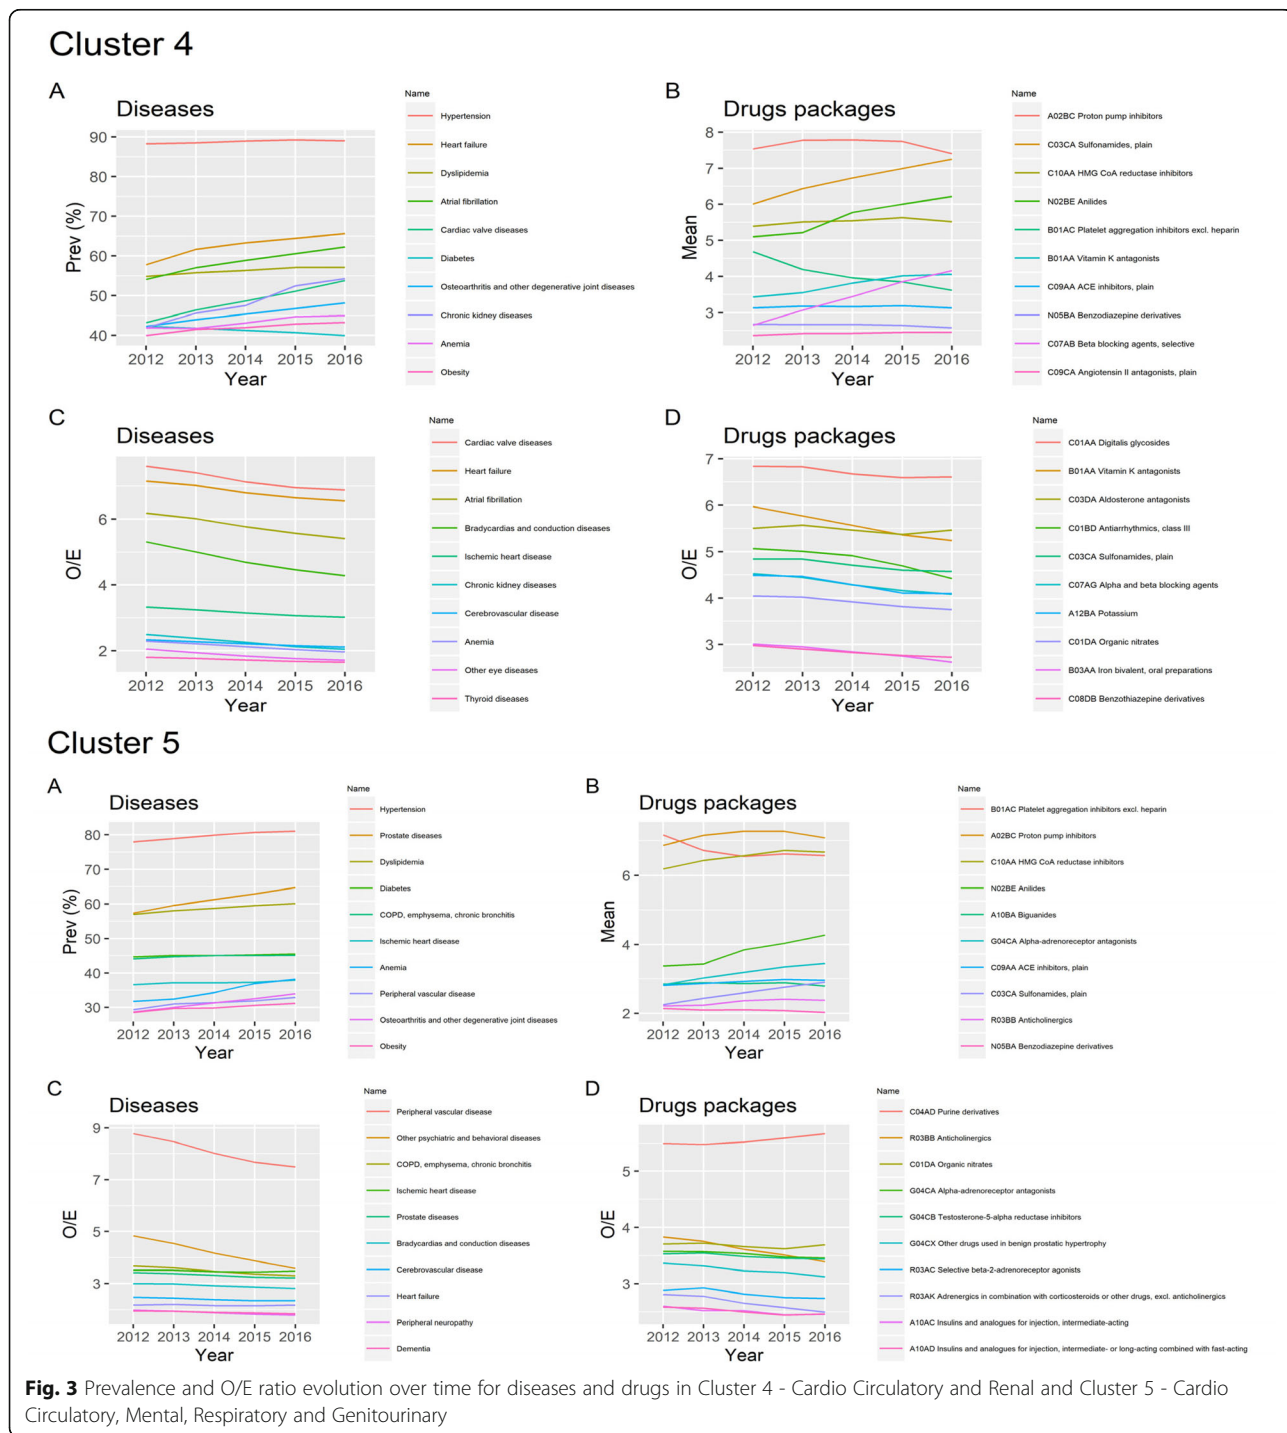 Cluster 4
A
Diseases
Prev (%)
90
80
70
60
50
40
2012 2013 2014 2015 2016
Year
Name
Hypertension
Heart failure
Dyslipidemia
Atrial fibrillation
Cardiac valve diseases
Diabetes
Osteoarthritis and other degenerative joint diseases
Chronic kidney diseases
Anemia
Obesity
B
Drugs packages
Mean
8
7
6
5
4
3
2012 2013 2014 2015 2016
Year
Name
A02BC Proton pump inhibitors
C03CA Sulfonamides, plain
C10AA HMG CoA reductase inhibitors
N02BE Anilides
B01AC Platelet aggregation inhibitors excl. heparin
B01AA Vitamin K antagonists
C09AA ACE inhibitors, plain
N05BA Benzodiazepine derivatives
C07AB Beta blocking agents, selective
C09CA Angiotensin II antagonists, plain
C
Diseases
O/E
6
4
2
2012 2013 2014 2015 2016
Year
Name
Cardiac valve diseases
Heart failure
Atrial fibrillation
Bradycardias and conduction diseases
Ischemic heart disease
Chronic kidney diseases
Cerebrovascular disease
Anemia
Other eye diseases
Thyroid diseases
D
Drugs packages
O/E
7
6
5
4
3
2012 2013 2014 2015 2016
Year
Name
C01AA Digitalis glycosides
B01AA Vitamin K antagonists
C03DA Aldosterone antagonists
C01BD Antiarrhythmics, class III
C03CA Sulfonamides, plain
C07AG Alpha and beta blocking agents
A12BA Potassium
C01DA Organic nitrates
B03AA Iron bivalent, oral preparations
C08DB Benzothiazepine derivatives
Cluster 5
A
Diseases
Prev (%)
80
70
60
50
40
30
2012 2013 2014 2015 2016
Year
Name
Hypertension
Prostate diseases
Dyslipidemia
Diabetes
COPD, emphysema, chronic bronchitis
Ischemic heart disease
Anemia
Peripheral vascular disease
Osteoarthritis and other degenerative joint diseases
Obesity
B
Drugs packages
Mean
6
4
2
2012 2013 2014 2015 2016
Year
Name
B01AC Platelet aggregation inhibitors excl. heparin
A02BC Proton pump inhibitors
C10AA HMG CoA reductase inhibitors
N02BE Anilides
A10BA Biguanides
G04CA Alpha-adrenoreceptor antagonists
C09AA ACE inhibitors, plain
C03CA Sulfonamides, plain
R03BB Anticholinergics
N05BA Benzodiazepine derivatives
C
Diseases
O/E
9
7
5
3
2012 2013 2014 2015 2016
Year
Name
Peripheral vascular disease
Other psychiatric and behavioral diseases
COPD, emphysema, chronic bronchitis
Ischemic heart disease
Prostate diseases
Bradycardias and conduction diseases
Cerebrovascular disease
Heart failure
Peripheral neuropathy
Dementia
D
Drugs packages
O/E
5
4
3
2
2012 2013 2014 2015 2016
Year
Name
C04AD Purine derivatives
R03BB Anticholinergics
C01DA Organic nitrates
G04CA Alpha-adrenoreceptor antagonists
G04CB Testosterone-5-alpha reductase inhibitors
G04CX Other drugs used in benign prostatic hypertrophy
R03AC Selective beta-2-adrenoreceptor agonists
R03AK Adrenergics in combination with corticosteroids or other drugs, excl. anticholinergics
A10AC Insulins and analogues for injection, intermediate-acting
A10AD Insulins and analogues for injection, intermediate- or long-acting combined with fast-acting
Fig. 3 Prevalence and O/E ratio evolution over time for diseases and drugs in Cluster 4 - Cardio Circulatory and Renal and Cluster 5 - Cardio
Circulatory, Mental, Respiratory and Genitourinary